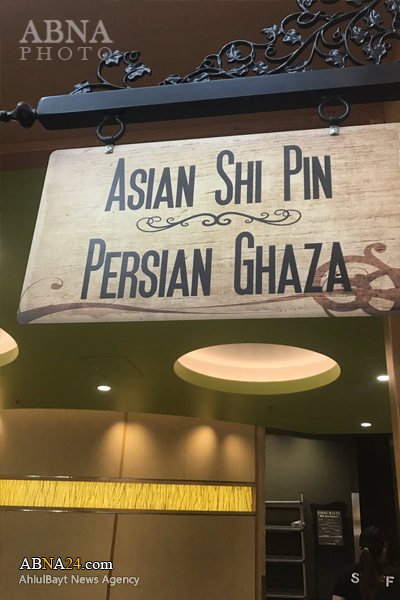 ABNA
PHOTO
ASIAN SHI PIN
PERSIAN GHAZA
ABNA24.com
AhlulBayt News Agency